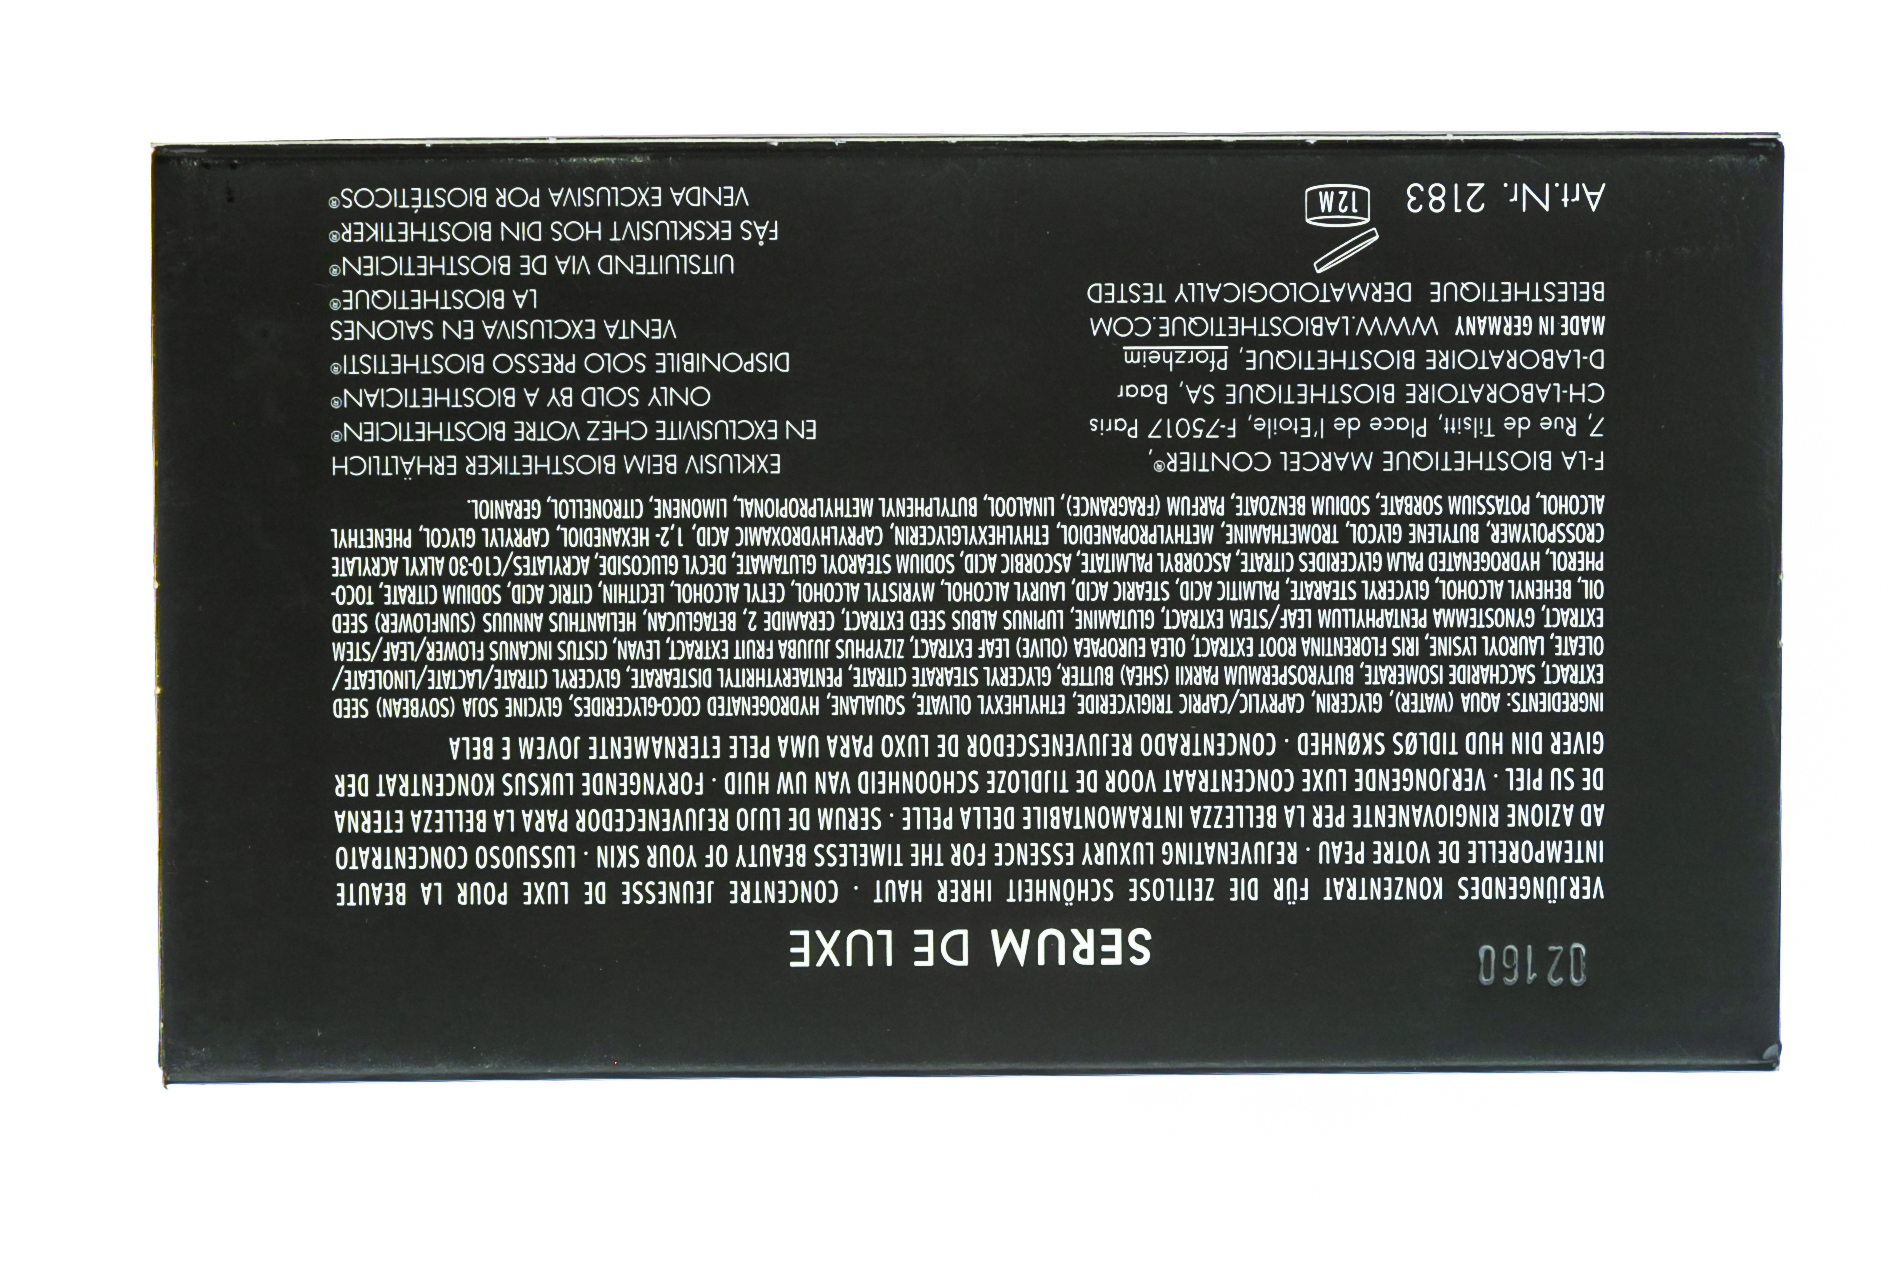 02160
SERUM DE LUXE
VERJÜNGENDES KONZENTRAT FÜR DIE ZEITLOSE SCHÖNHEIT IHRER HAUT · CONCENTRE JEUNESSE DE LUXE POUR LA BEAUTE
INTEMPORELLE DE VOTRE PEAU · REJUVENATING LUXURY ESSENCE FOR THE TIMELESS BEAUTY OF YOUR SKIN · LUSSUOSO CONCENTRATO
AD AZIONE RINGIOVANENTE PER LA BELLEZZA INTRAMONTABILE DELLA PELLE · SERUM DE LUJO REJUVENECEDOR PARA LA BELLEZA ETERNA
DE SU PIEL · VERJONGENDE LUXE CONCENTRAAT VOOR DE TIJDLOZE SCHOONHEID VAN UW HUID · FORYNGENDE LUKSUS KONCENTRAT DER
GIVER DIN HUD TIDLØS SKØNHED · CONCENTRADO REJUVENESCEDOR DE LUXO PARA UMA PELE ETERNAMENTE JOVEM E BELA
INGREDIENTS: AQUA (WATER), GLYCERIN, CAPRYLIC/CAPRIC TRIGLYCERIDE, ETHYLHEXYL OLIVATE, SQUALANE, HYDROGENATED COCO-GLYCERIDES, GLYCINE SOJA (SOYBEAN) SEED
EXTRACT, SACCHARIDE ISOMERATE, BUTYROSPERMUM PARKII (SHEA) BUTTER, GLYCERYL STEARATE CITRATE, PENTAERYTHRITYL DISTEARATE, GLYCERYL CITRATE/LACTATE/LINOLEATE/
OLEATE, LAUROYL LYSINE, IRIS FLORENTINA ROOT EXTRACT, OLEA EUROPAEA (OLIVE) LEAF EXTRACT, ZIZYPHUS JUJUBA FRUIT EXTRACT, LEVAN, CISTUS INCANUS FLOWER/LEAF/STEM
EXTRACT, GYNOSTEMMA PENTAPHYLLUM LEAF/STEM EXTRACT, GLUTAMINE, LUPINUS ALBUS SEED EXTRACT, CERAMIDE 2, BETAGLUCAN, HELIANTHUS ANNUUS (SUNFLOWER) SEED
OIL, BEHENYL ALCOHOL, GLYCERYL STEARATE, PALMITIC ACID, STEARIC ACID, LAURYL ALCOHOL, MYRISTYL ALCOHOL, CETYL ALCOHOL, LECITHIN, CITRIC ACID, SODIUM CITRATE, TOCO-
PHEROL, HYDROGENATED PALM GLYCERIDES CITRATE, ASCORBYL PALMITATE, ASCORBIC ACID, SODIUM STEAROYL GLUTAMATE, DECYL GLUCOSIDE, ACRYLATES/C10-30 ALKYL ACRYLATE
CROSSPOLYMER, BUTYLENE GLYCOL, TROMETHAMINE, METHYLPROPANEDIOL, ETHYLHEXYLGLYCERIN, CAPRYLHYDROXAMIC ACID, 1,2- HEXANEDIOL, CAPRYLYL GLYCOL, PHENETHYL
ALCOHOL, POTASSIUM SORBATE, SODIUM BENZOATE, PARFUM (FRAGRANCE), LINALOOL, BUTYLPHENYL METHYLPROPIONAL, LIMONENE, CITRONELLOL, GERANIOL.
F-LA BIOSTHETIQUE MARCEL CONTIER®,
7, Rue de Tilsitt, Place de l'Etoile, F-75017 Paris
CH-LABORATOIRE BIOSTHETIQUE SA, Baar
D-LABORATOIRE BIOSTHETIQUE, Pforzheim
MADE IN GERMANY WWW.LABIOSTHETIQUE.COM
BELESTHETIQUE DERMATOLOGICALLY TESTED
Art.Nr. 2183 12M
EXKLUSIV BEIM BIOSTHETIKER ERHÄLTLICH
EN EXCLUSIVITE CHEZ VOTRE BIOSTHETICIEN®
ONLY SOLD BY A BIOSTHETICIAN®
DISPONIBILE SOLO PRESSO BIOSTHETISTI®
VENTA EXCLUSIVA EN SALONES
LA BIOSTHETIQUE®
UITSLUITEND VIA DE BIOSTHETICIEN®
FÅS EKSKLUSIVT HOS DIN BIOSTHETIKER®
VENDA EXCLUSIVA POR BIOSTÉTICOS®